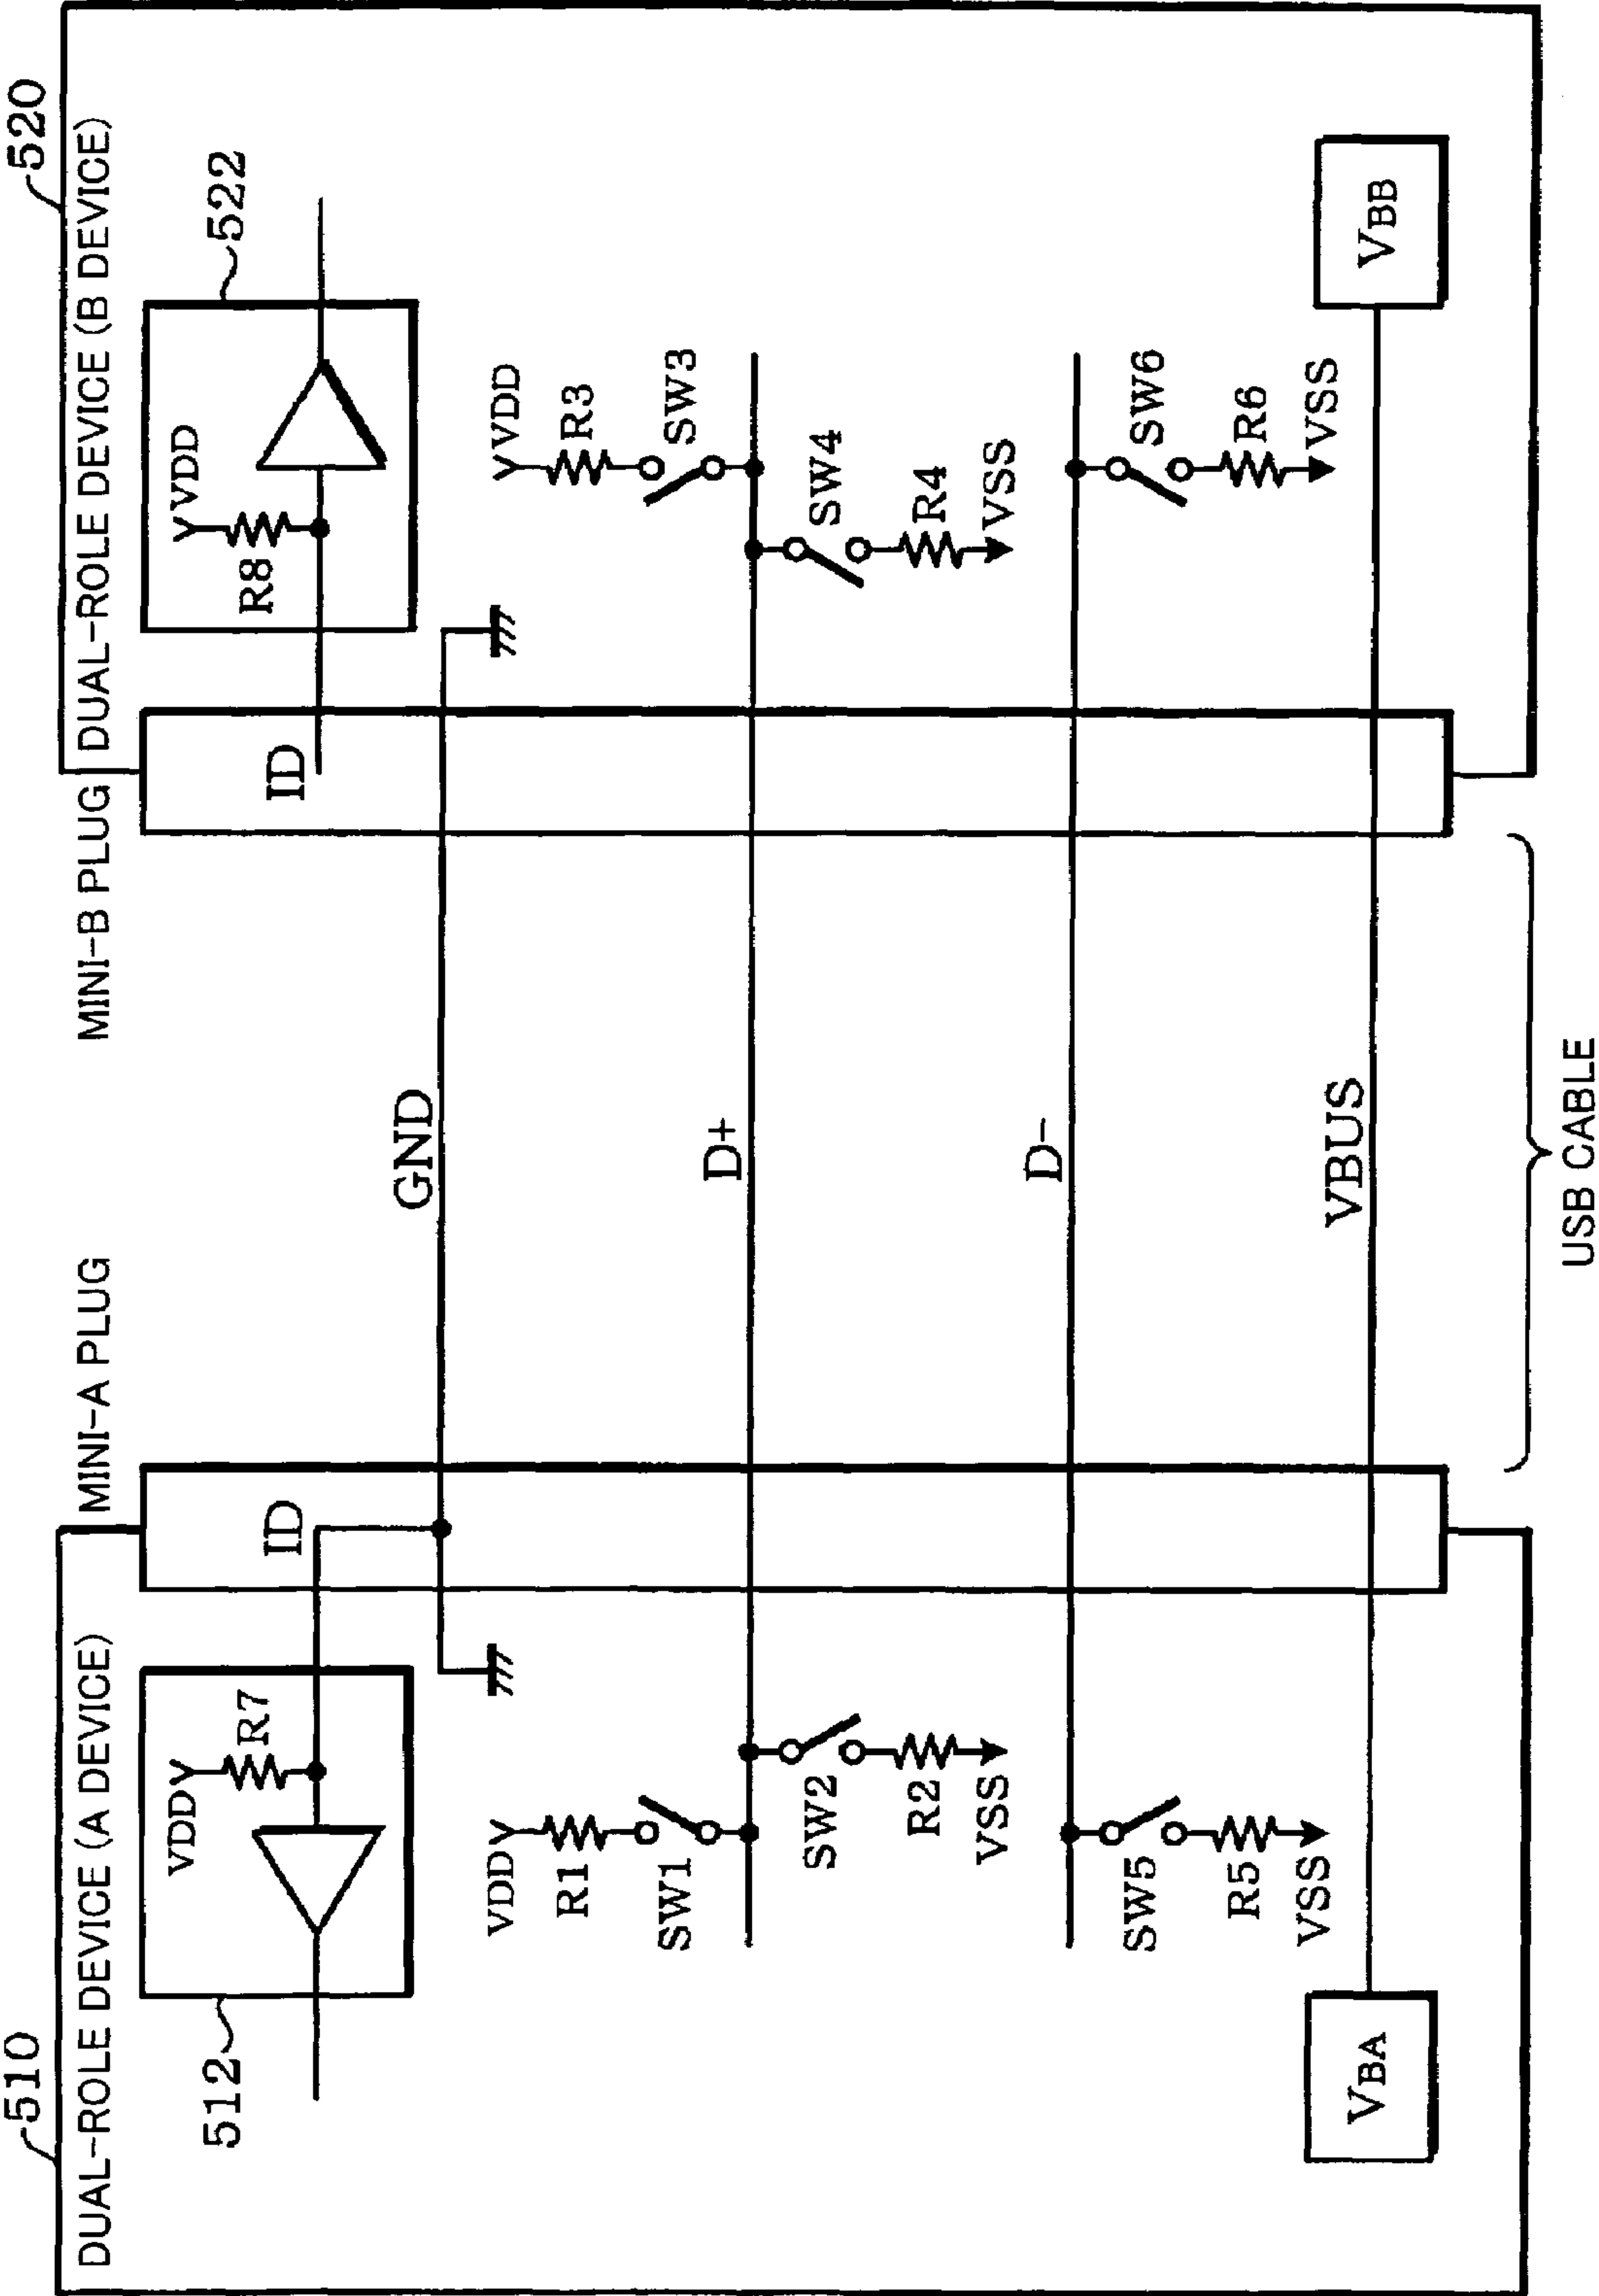 510
520
DUAL-ROLE DEVICE (A DEVICE)
MINI-A PLUG
MINI-B PLUG
DUAL-ROLE DEVICE (B DEVICE)
512
VDD
R7
ID
ID
R8
VDD
522
GND
VDD
R1
SW1
SW2
R2
VSS
D+
VDD
R3
SW3
SW4
R4
VSS
D-
SW5
R5
VSS
SW6
R6
VSS
VBUS
VBA
VBB
USB CABLE